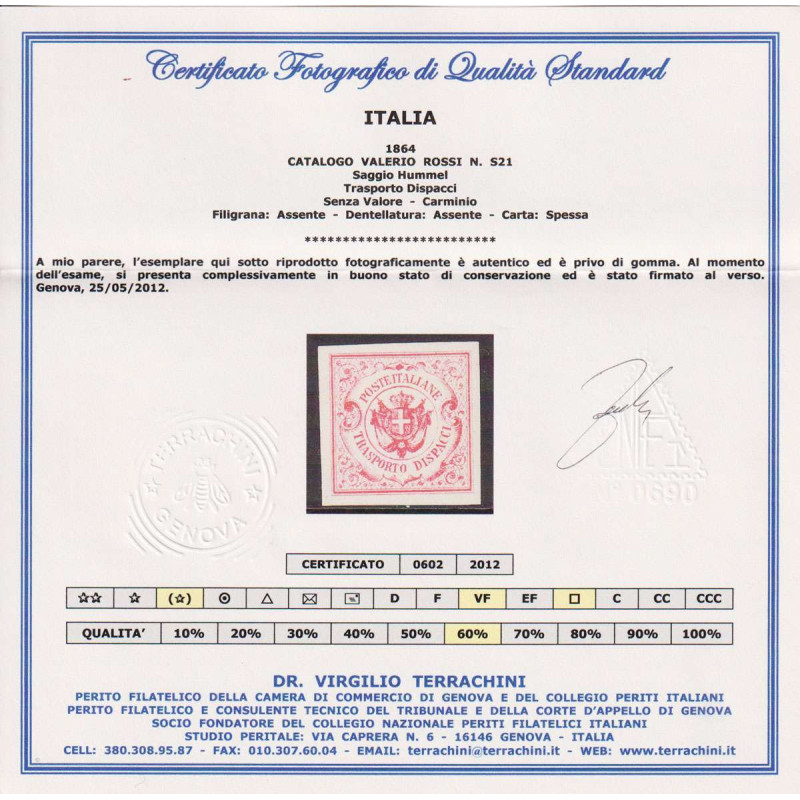 Certificato Fotografico di Qualità Standard
ITALIA
1864
CATALOGO VALERIO ROSSI N. S21
Saggio Hummel
Trasporto Dispacci
Senza Valore - Carminio
Filigrana: Assente - Dentellatura: Assente - Carta: Spessa
*************************
A mio parere, l'esemplare qui sotto riprodotto fotograficamente è autentico ed è privo di gomma. Al momento
dell'esame, si presenta complessivamente in buono stato di conservazione ed è stato firmato al verso.
Genova, 25/05/2012.
POSTE ITALIANE
TRASPORTO DISPACCI
TERRACHINI
GENOVA
N° 0690
CERTIFICATO 0602 2012
☆☆ ☆ (☆) ⊙ △ ✉ D F VF EF □ C CC CCC
QUALITA' 10% 20% 30% 40% 50% 60% 70% 80% 90% 100%
DR. VIRGILIO TERRACHINI
PERITO FILATELICO DELLA CAMERA DI COMMERCIO DI GENOVA E DEL COLLEGIO PERITI ITALIANI
PERITO FILATELICO E CONSULENTE TECNICO DEL TRIBUNALE E DELLA CORTE D'APPELLO DI GENOVA
SOCIO FONDATORE DEL COLLEGIO NAZIONALE PERITI FILATELICI ITALIANI
STUDIO PERITALE: VIA CAPRERA N. 6 - 16146 GENOVA - ITALIA
CELL: 380.308.95.87 - FAX: 010.307.60.04 - EMAIL: terrachini@terrachini.it - WEB: www.terrachini.it